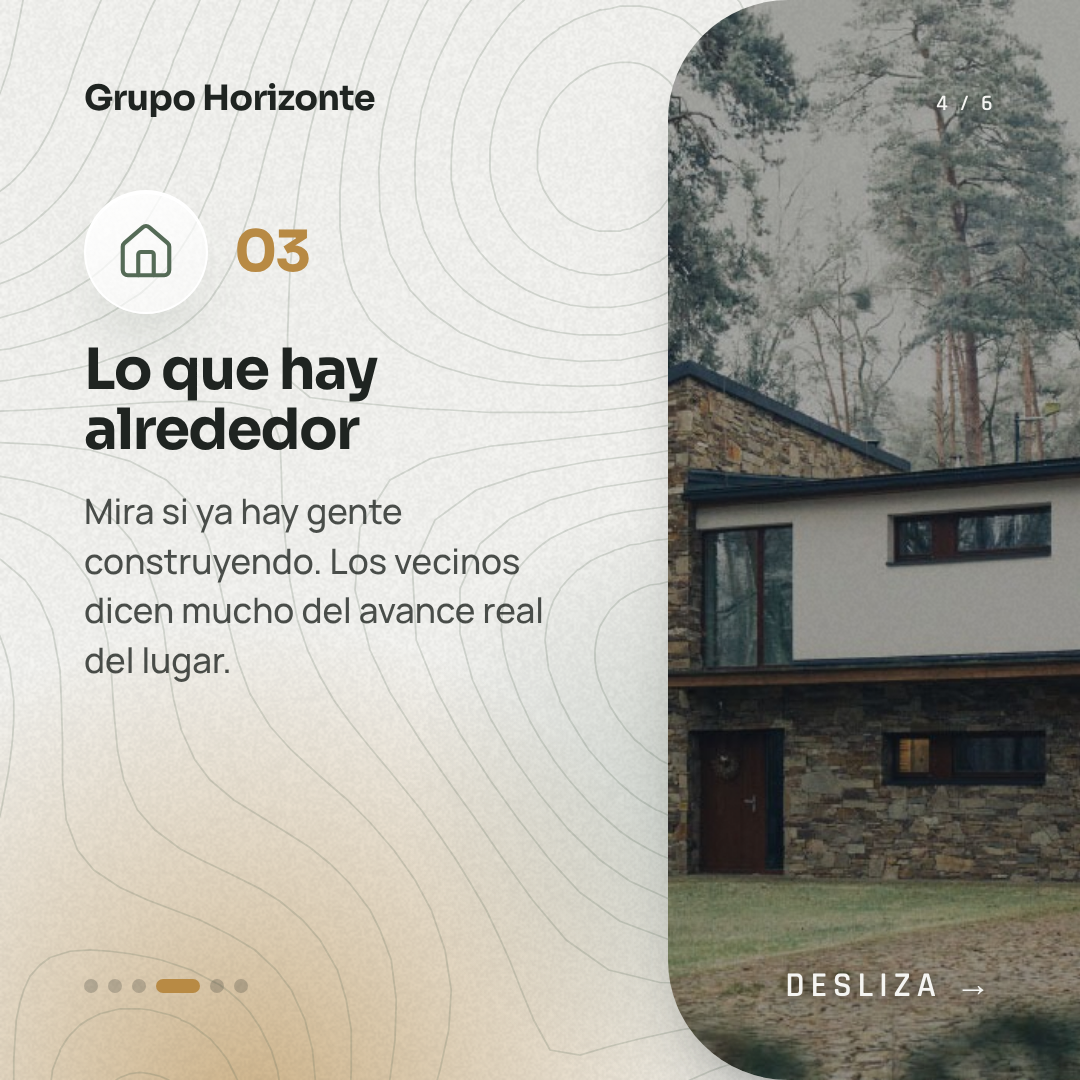 Grupo Horizonte
4 / 6
03
Lo que hay
alrededor
Mira si ya hay gente
construyendo. Los vecinos
dicen mucho del avance real
del lugar.
DESLIZA →